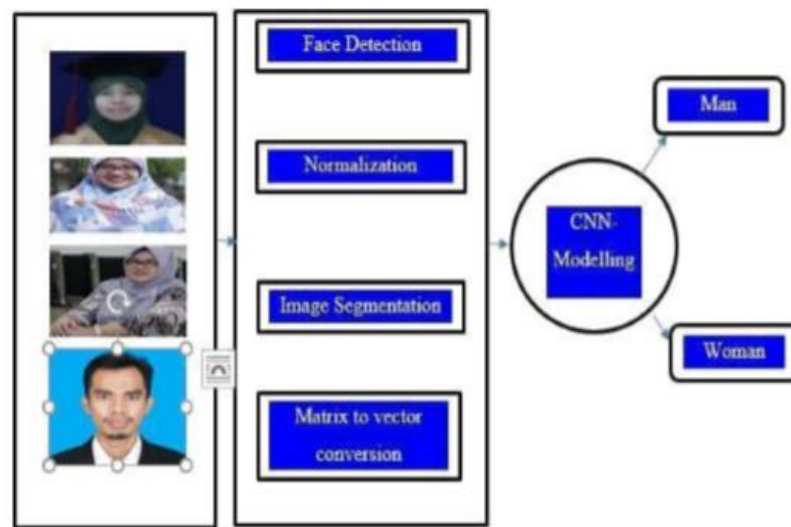 Face Detection
Normalization
Image Segmentation
Matrix to vector
conversion
CNN-
Modelling
Man
Woman